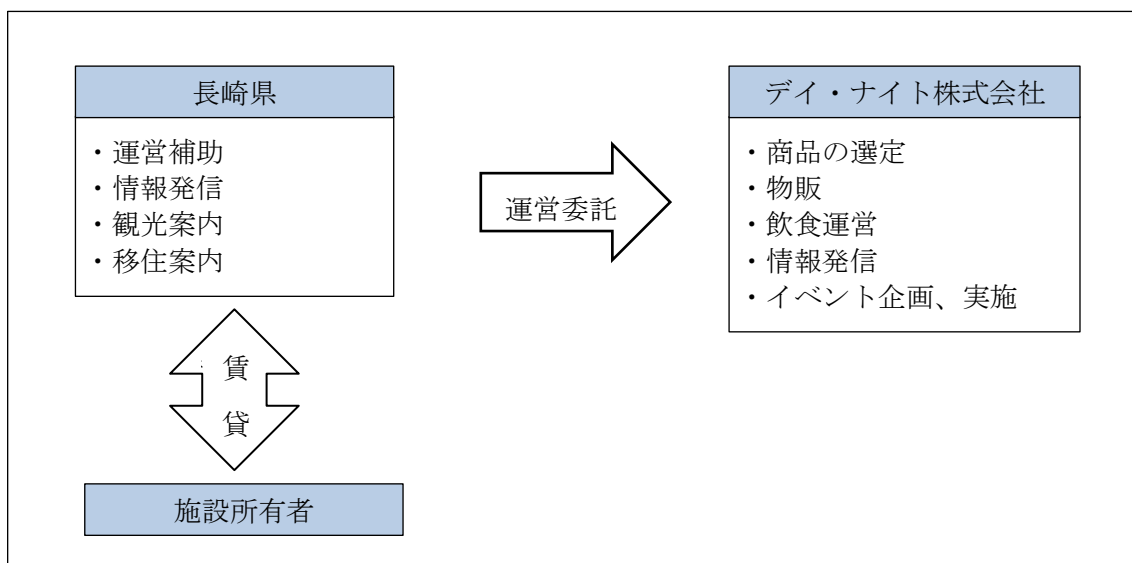 長崎県
・運営補助
・情報発信
・観光案内
・移住案内
運営委託
デイ・ナイト株式会社
・商品の選定
・物販
・飲食運営
・情報発信
・イベント企画、実施
賃
貸
施設所有者